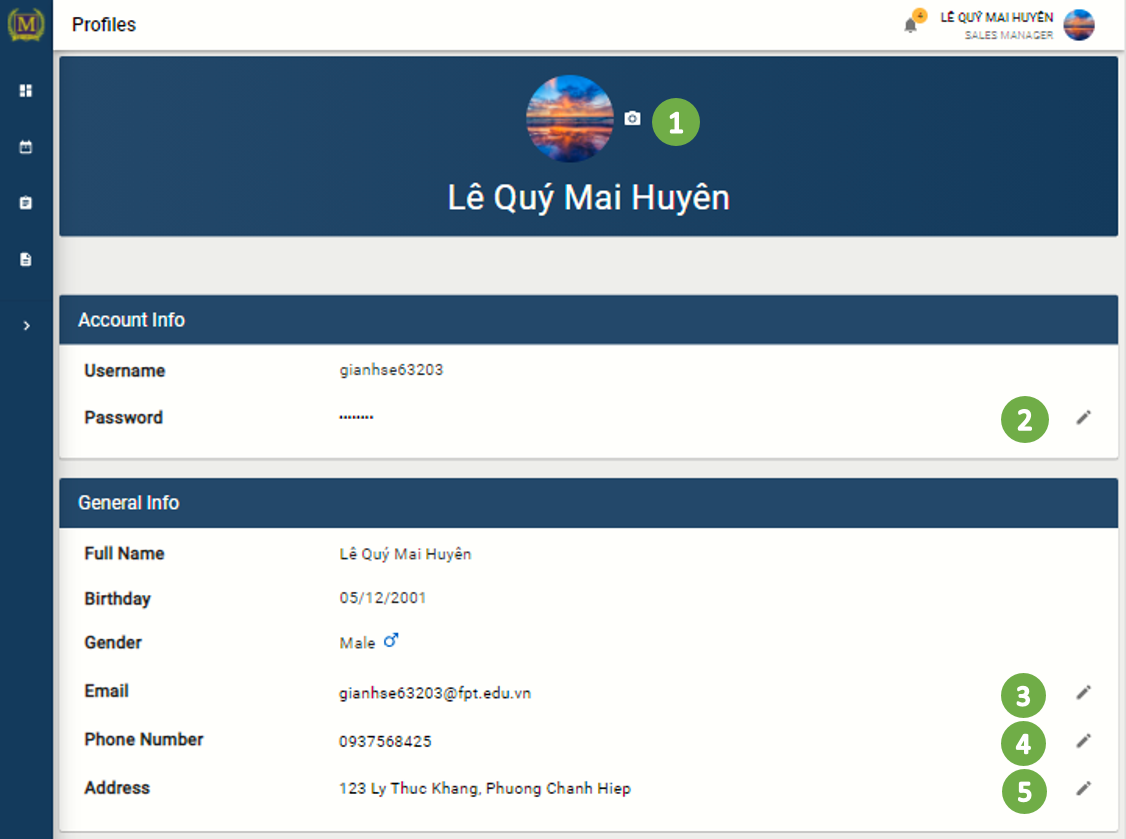 M
Profiles
4
LÊ QUÝ MAI HUYÊN
SALES MANAGER
1
Lê Quý Mai Huyên
Account Info
Username gianhse63203
Password ········
2
General Info
Full Name Lê Quý Mai Huyên
Birthday 05/12/2001
Gender Male
Email gianhse63203@fpt.edu.vn
3
Phone Number 0937568425
4
Address 123 Ly Thuc Khang, Phuong Chanh Hiep
5